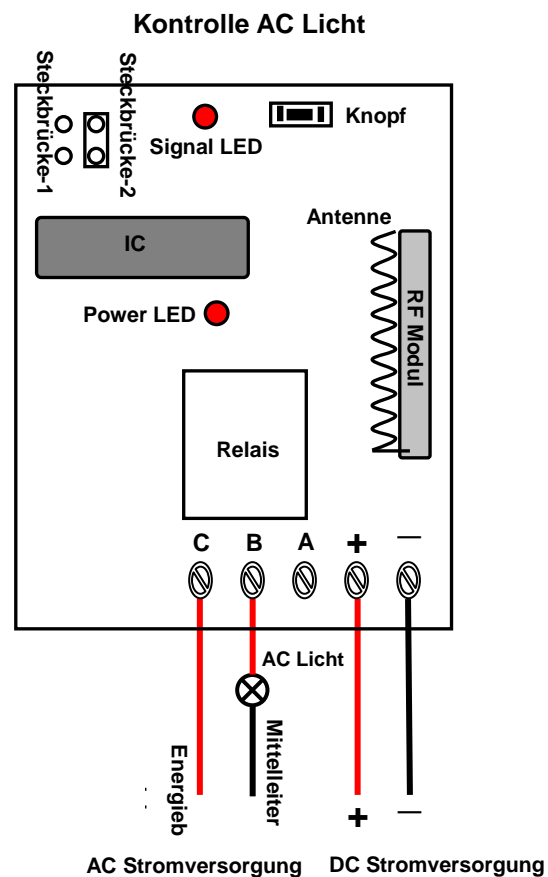 Kontrolle AC Licht
Steckbrücke-1
Steckbrücke-2
Signal LED
Knopf
IC
Antenne
RF Modul
Power LED
Relais
C B A + —
AC Licht
Energieb
Mittelleiter
+ —
AC Stromversorgung DC Stromversorgung